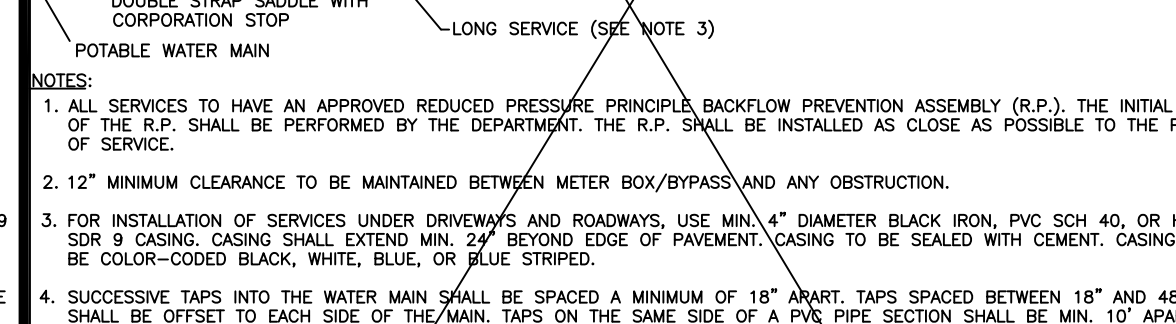 DOUBLE STRAP SADDLE WITH
CORPORATION STOP
LONG SERVICE (SEE NOTE 3)
POTABLE WATER MAIN
NOTES:
1. ALL SERVICES TO HAVE AN APPROVED REDUCED PRESSURE PRINCIPLE BACKFLOW PREVENTION ASSEMBLY (R.P.). THE INITIAL
OF THE R.P. SHALL BE PERFORMED BY THE DEPARTMENT. THE R.P. SHALL BE INSTALLED AS CLOSE AS POSSIBLE TO THE
OF SERVICE.
2. 12" MINIMUM CLEARANCE TO BE MAINTAINED BETWEEN METER BOX/BYPASS AND ANY OBSTRUCTION.
9 3. FOR INSTALLATION OF SERVICES UNDER DRIVEWAYS AND ROADWAYS, USE MIN. 4" DIAMETER BLACK IRON, PVC SCH 40, OR
SDR 9 CASING. CASING SHALL EXTEND MIN. 24" BEYOND EDGE OF PAVEMENT. CASING TO BE SEALED WITH CEMENT. CASING
BE COLOR-CODED BLACK, WHITE, BLUE, OR BLUE STRIPED.
E 4. SUCCESSIVE TAPS INTO THE WATER MAIN SHALL BE SPACED A MINIMUM OF 18" APART. TAPS SPACED BETWEEN 18" AND 48
SHALL BE OFFSET TO EACH SIDE OF THE MAIN. TAPS ON THE SAME SIDE OF A PVC PIPE SECTION SHALL BE MIN. 10'